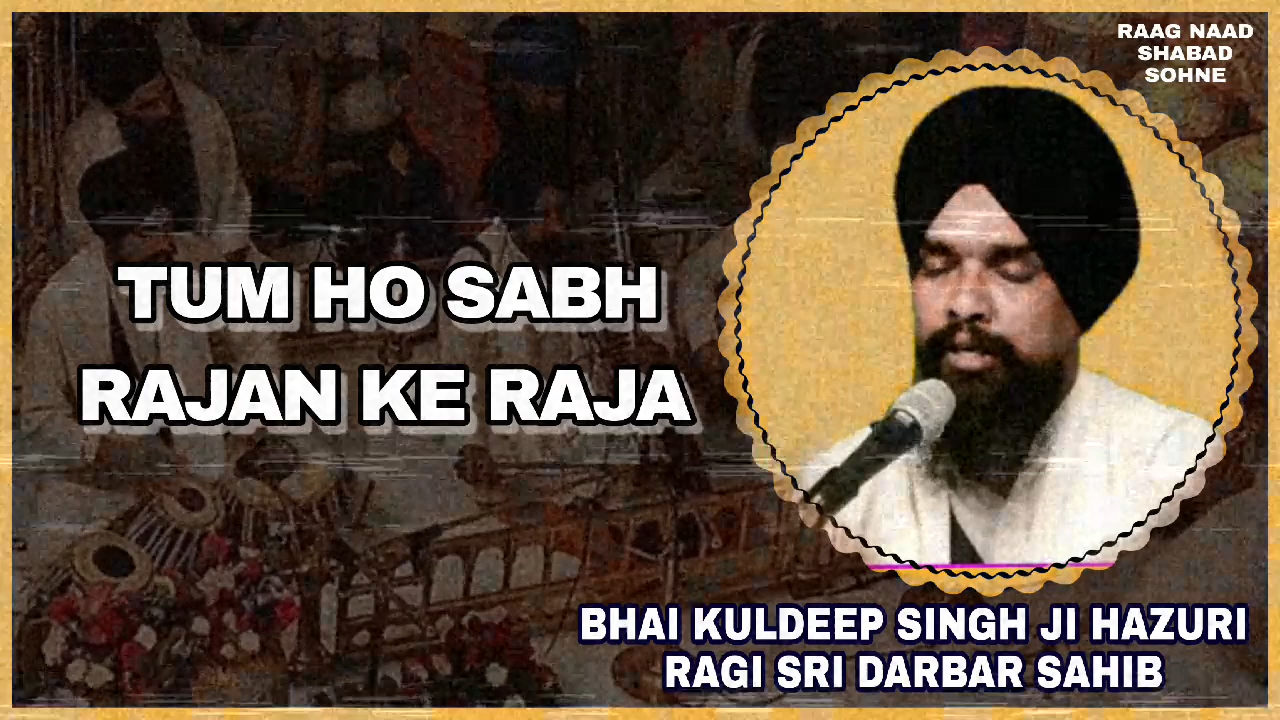 RAAG NAAD
SHABAD
SOHNE
TUM HO SABH
RAJAN KE RAJA
BHAI KULDEEP SINGH JI HAZURI
RAGI SRI DARBAR SAHIB